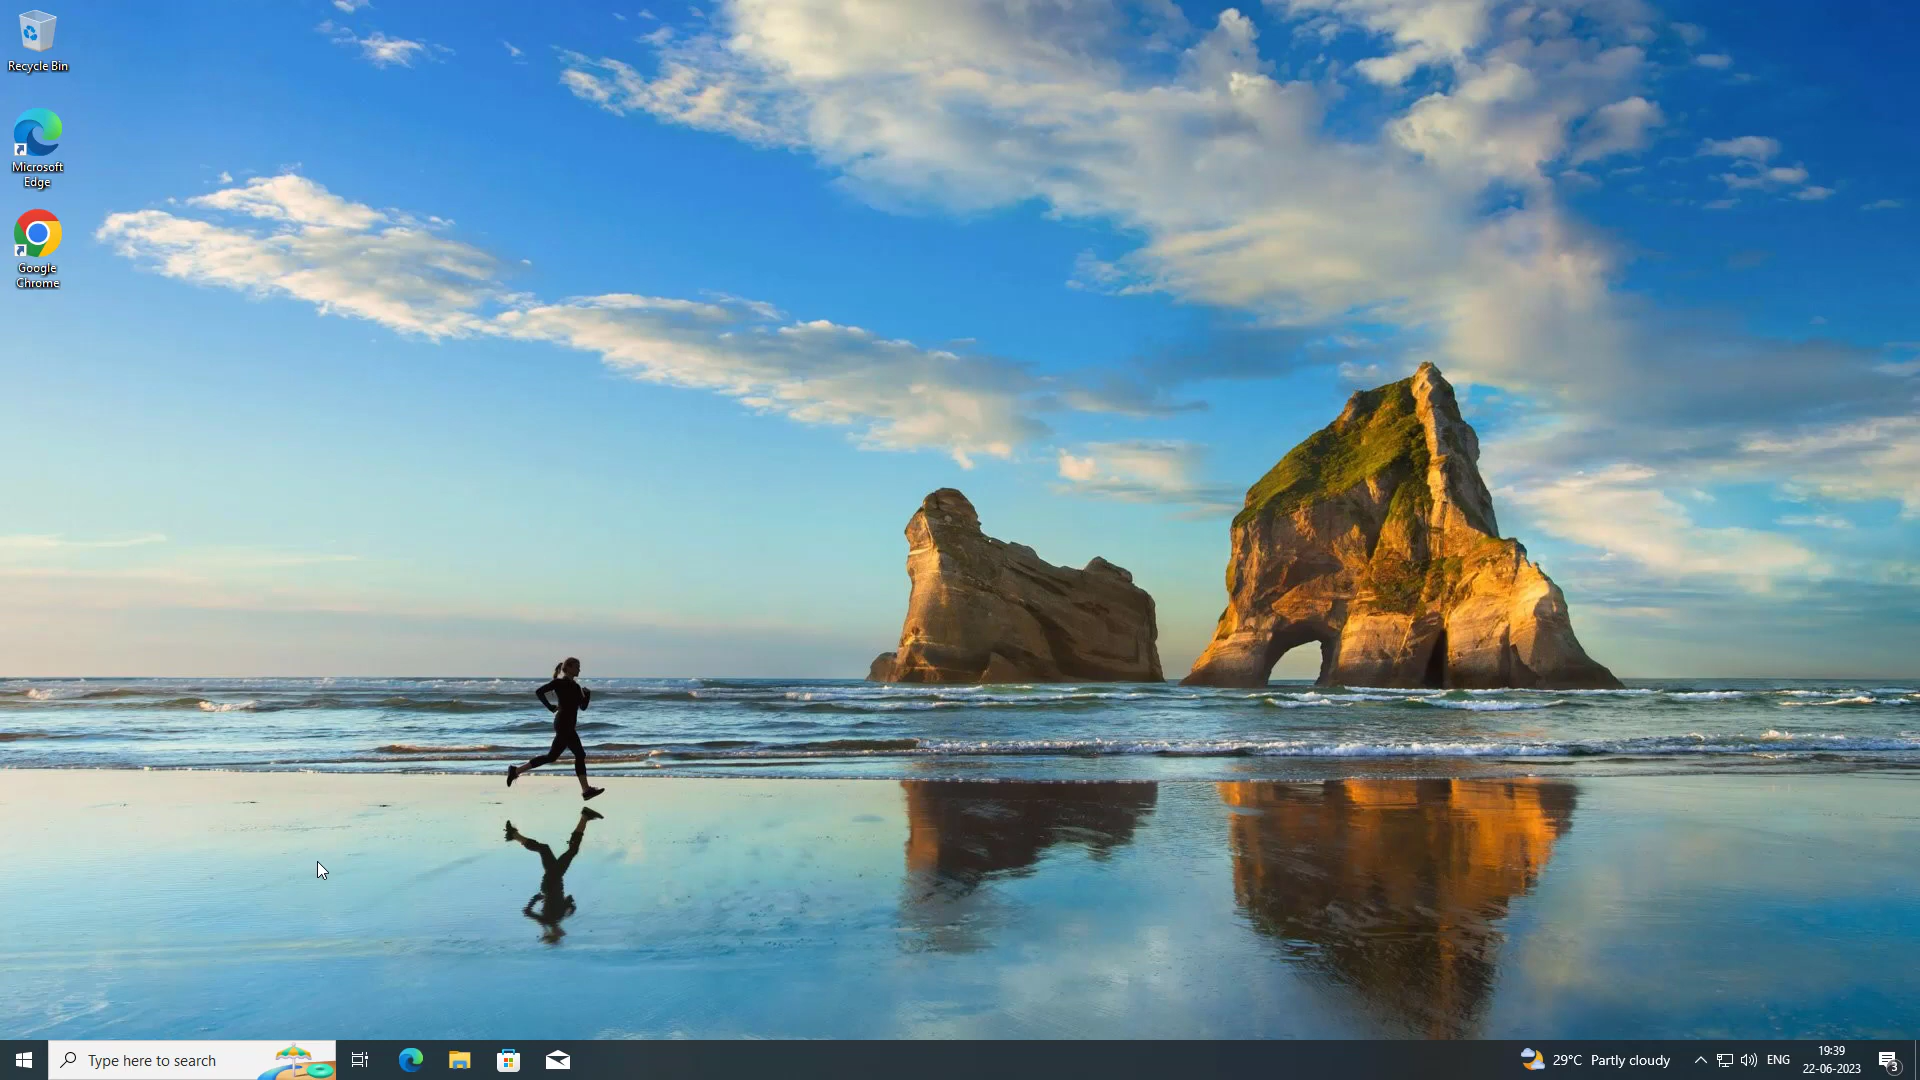 Recycle Bin
Microsoft
Edge
Google
Chrome
Type here to search
29°C Partly cloudy
ENG
19:39
22-06-2023
3